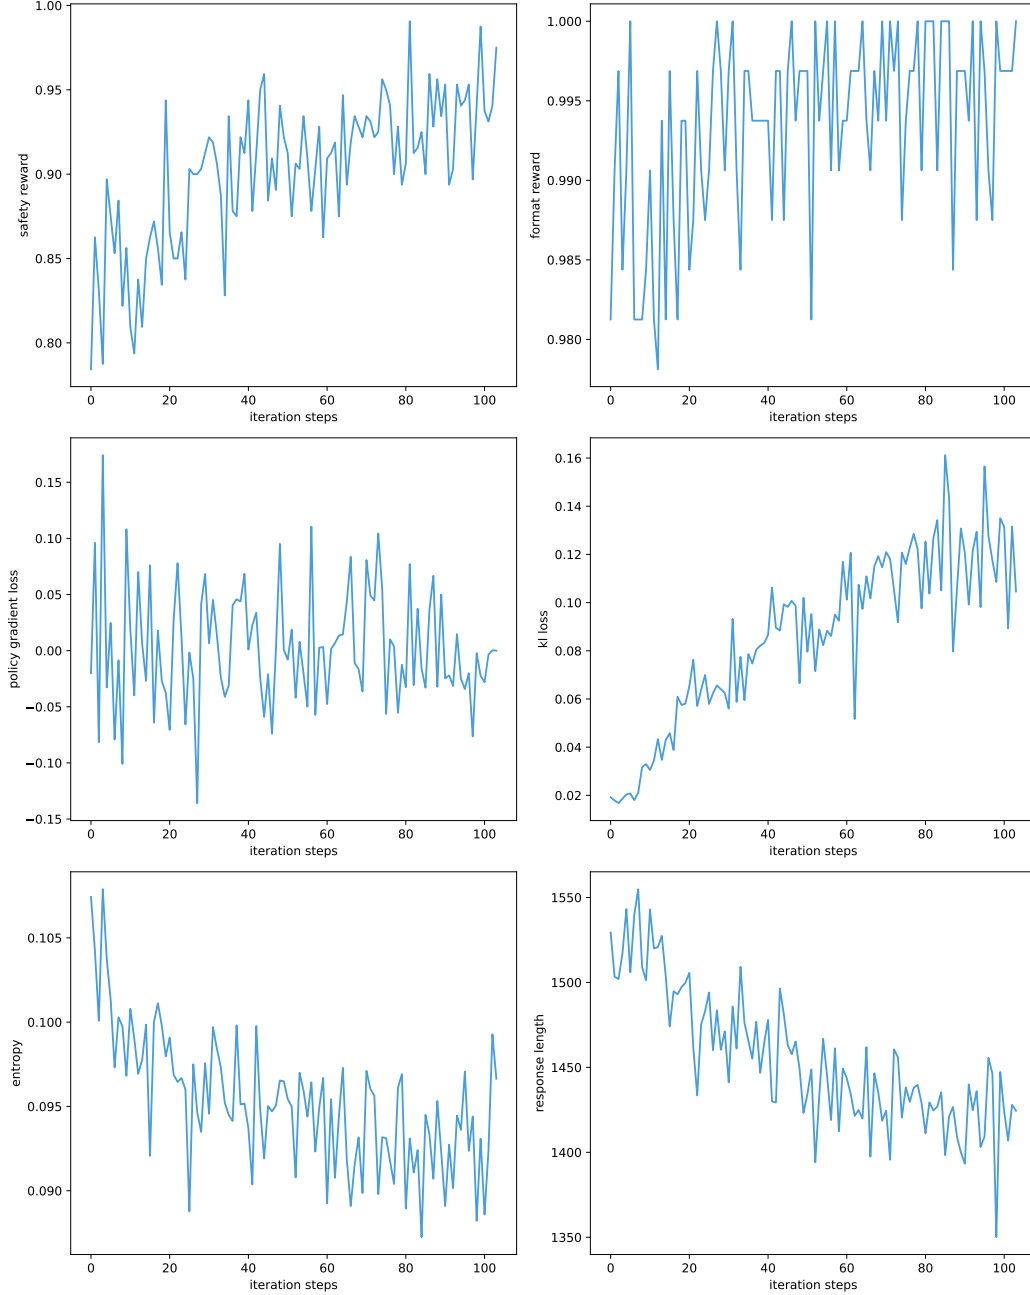 safety reward
1.00
0.95
0.90
0.85
0.80
0 20 40 60 80 100
iteration steps
format reward
1.000
0.995
0.990
0.985
0.980
0 20 40 60 80 100
iteration steps
policy gradient loss
0.15
0.10
0.05
0.00
−0.05
−0.10
−0.15
0 20 40 60 80 100
iteration steps
kl loss
0.16
0.14
0.12
0.10
0.08
0.06
0.04
0.02
0 20 40 60 80 100
iteration steps
entropy
0.105
0.100
0.095
0.090
0 20 40 60 80 100
iteration steps
response length
1550
1500
1450
1400
1350
0 20 40 60 80 100
iteration steps